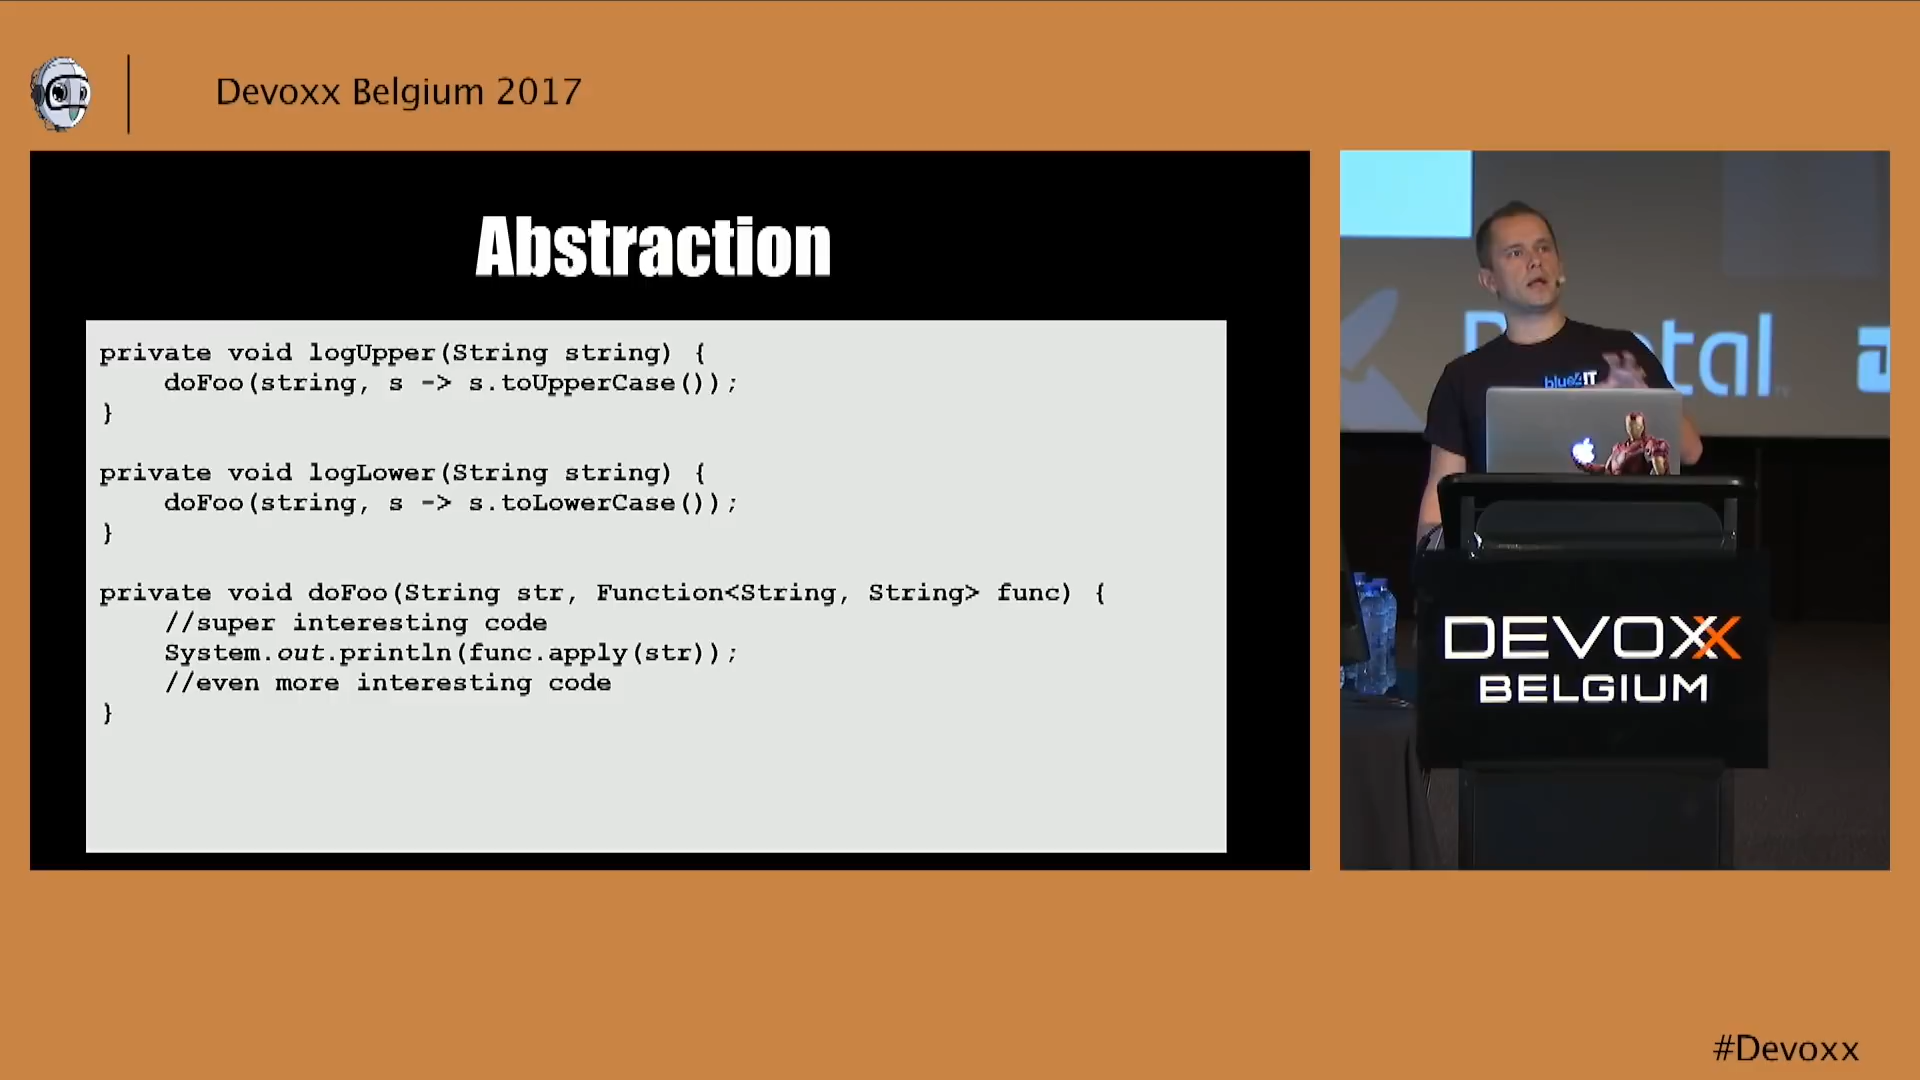 Devoxx Belgium 2017
Abstraction
private void logUpper(String string) {
    doFoo(string, s -> s.toUpperCase());
}
private void logLower(String string) {
    doFoo(string, s -> s.toLowerCase());
}
private void doFoo(String str, Function<String, String> func) {
    //super interesting code
    System.out.println(func.apply(str));
    //even more interesting code
}
blue4IT
DEVOXX
BELGIUM
#Devoxx